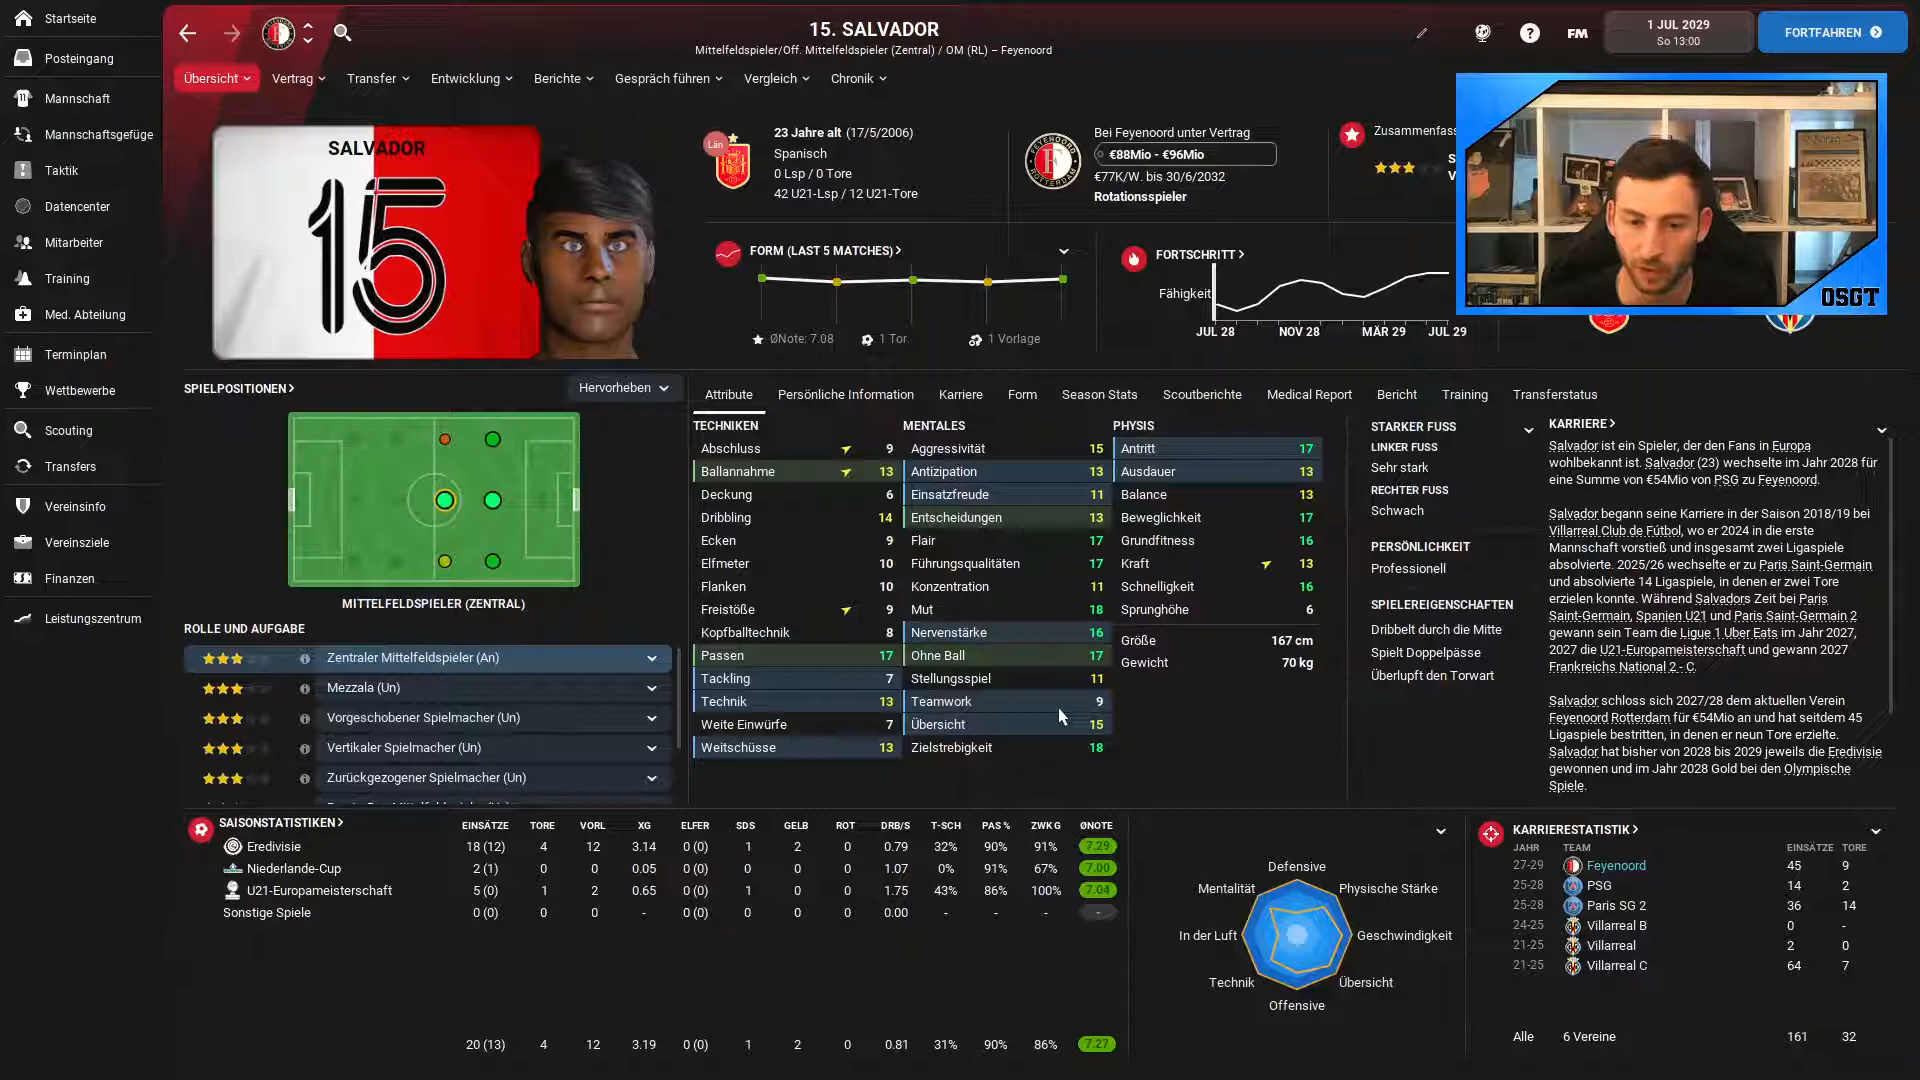 Startseite
Posteingang
Mannschaft
Mannschaftsgefüge
Taktik
Datencenter
Mitarbeiter
Training
Med. Abteilung
Terminplan
Wettbewerbe
Scouting
Transfers
Vereinsinfo
Vereinsziele
Finanzen
Leistungszentrum
15. SALVADOR
Mittelfeldspieler/Off. Mittelfeldspieler (Zentral) / OM (RL) – Feyenoord
FM
1 JUL 2029
So 13:00
FORTFAHREN
Übersicht
Vertrag
Transfer
Entwicklung
Berichte
Gespräch führen
Vergleich
Chronik
SALVADOR
15
Län
23 Jahre alt (17/5/2006)
Spanisch
0 Lsp / 0 Tore
42 U21-Lsp / 12 U21-Tore
Bei Feyenoord unter Vertrag
€88Mio - €96Mio
€77K/W. bis 30/6/2032
Rotationsspieler
Zusammenfass
S
V
OSGT
FORM (LAST 5 MATCHES)
ØNote: 7.08
1 Tor
1 Vorlage
FORTSCHRITT
Fähigkeit
JUL 28 NOV 28 MÄR 29 JUL 29
SPIELPOSITIONEN
Hervorheben
MITTELFELDSPIELER (ZENTRAL)
ROLLE UND AUFGABE
Zentraler Mittelfeldspieler (An)
Mezzala (Un)
Vorgeschobener Spielmacher (Un)
Vertikaler Spielmacher (Un)
Zurückgezogener Spielmacher (Un)
Attribute Persönliche Information Karriere Form Season Stats Scoutberichte Medical Report Bericht Training Transferstatus
TECHNIKEN
Abschluss 9
Ballannahme 13
Deckung 6
Dribbling 14
Ecken 9
Elfmeter 10
Flanken 10
Freistöße 9
Kopfballtechnik 8
Passen 17
Tackling 7
Technik 13
Weite Einwürfe 7
Weitschüsse 13
MENTALES
Aggressivität 15
Antizipation 13
Einsatzfreude 11
Entscheidungen 13
Flair 17
Führungsqualitäten 17
Konzentration 11
Mut 18
Nervenstärke 16
Ohne Ball 17
Stellungsspiel 11
Teamwork 9
Übersicht 15
Zielstrebigkeit 18
PHYSIS
Antritt 17
Ausdauer 13
Balance 13
Beweglichkeit 17
Grundfitness 16
Kraft 13
Schnelligkeit 16
Sprunghöhe 6
Größe 167 cm
Gewicht 70 kg
STARKER FUSS
LINKER FUSS
Sehr stark
RECHTER FUSS
Schwach
PERSÖNLICHKEIT
Professionell
SPIELEREIGENSCHAFTEN
Dribbelt durch die Mitte
Spielt Doppelpässe
Überlupft den Torwart
KARRIERE
Salvador ist ein Spieler, der den Fans in Europa
wohlbekannt ist. Salvador (23) wechselte im Jahr 2028 für
eine Summe von €54Mio von PSG zu Feyenoord.
Salvador begann seine Karriere in der Saison 2018/19 bei
Villarreal Club de Fútbol, wo er 2024 in die erste
Mannschaft vorstieß und insgesamt zwei Ligaspiele
absolvierte. 2025/26 wechselte er zu Paris Saint-Germain
und absolvierte 14 Ligaspiele, in denen er zwei Tore
erzielen konnte. Während Salvadors Zeit bei Paris
Saint-Germain, Spanien U21 und Paris Saint-Germain 2
gewann sein Team die Ligue 1 Uber Eats im Jahr 2027,
2027 die U21-Europameisterschaft und gewann 2027
Frankreichs National 2 - C.
Salvador schloss sich 2027/28 dem aktuellen Verein
Feyenoord Rotterdam für €54Mio an und hat seitdem 45
Ligaspiele bestritten, in denen er neun Tore erzielte.
Salvador hat bisher von 2028 bis 2029 jeweils die Eredivisie
gewonnen und im Jahr 2028 Gold bei den Olympische
Spiele.
SAISONSTATISTIKEN EINSÄTZE TORE VORL XG ELFER SDS GELB ROT DRB/S T-SCH PAS % ZWK G ØNOTE
Eredivisie 18 (12) 4 12 3.14 0 (0) 1 2 0 0.79 32% 90% 91% 7.29
Niederlande-Cup 2 (1) 0 0 0.05 0 (0) 0 0 0 1.07 0% 91% 67% 7.00
U21-Europameisterschaft 5 (0) 1 2 0.65 0 (0) 1 0 0 1.75 43% 86% 100% 7.04
Sonstige Spiele 0 (0) 0 0 - 0 (0) 0 0 0 0.00 - - - -
20 (13) 4 12 3.19 0 (0) 1 2 0 0.81 31% 90% 86% 7.27
Defensive
Mentalität
Physische Stärke
In der Luft
Geschwindigkeit
Technik
Übersicht
Offensive
KARRIERESTATISTIK
JAHR TEAM EINSÄTZE TORE
27-29 Feyenoord 45 9
25-28 PSG 14 2
25-28 Paris SG 2 36 14
24-25 Villarreal B 0 -
21-25 Villarreal 2 0
21-25 Villarreal C 64 7
Alle 6 Vereine 161 32